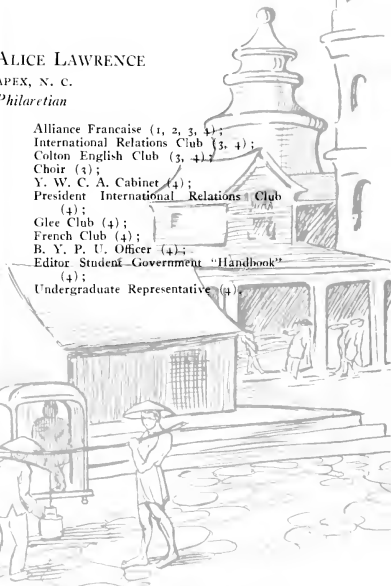 ALICE LAWRENCE
APEX, N. C.
Philaretian
Alliance Francaise (1, 2, 3, 4);
International Relations Club (3, 4);
Colton English Club (3, 4);
Choir (3);
Y. W. C. A. Cabinet (4);
President International Relations Club
(4);
Glee Club (4);
French Club (4);
B. Y. P. U. Officer (4);
Editor Student Government "Handbook"
(4);
Undergraduate Representative (4).